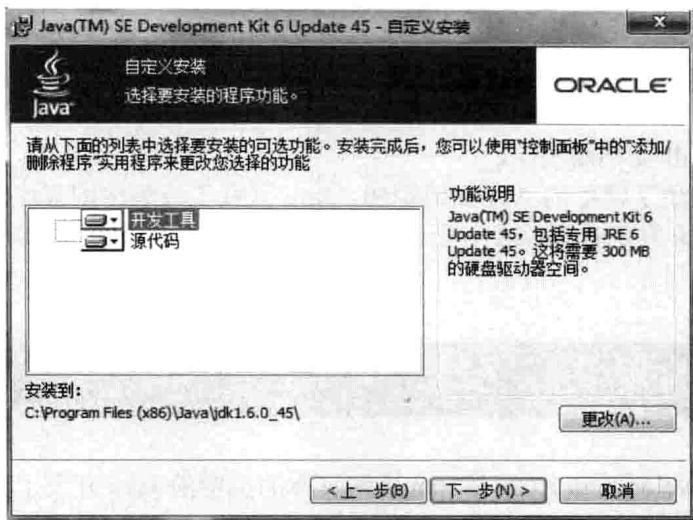 Java(TM) SE Development Kit 6 Update 45 - 自定义安装
自定义安装
选择要安装的程序功能。
Java
ORACLE
请从下面的列表中选择要安装的可选功能。安装完成后，您可以使用"控制面板"中的"添加/
删除程序"实用程序来更改您选择的功能
开发工具
源代码
功能说明
Java(TM) SE Development Kit 6
Update 45，包括专用 JRE 6
Update 45。这将需要 300 MB
的硬盘驱动器空间。
安装到：
C:\Program Files (x86)\Java\jdk1.6.0_45\
更改(A)...
<上一步(B)
下一步(N) >
取消